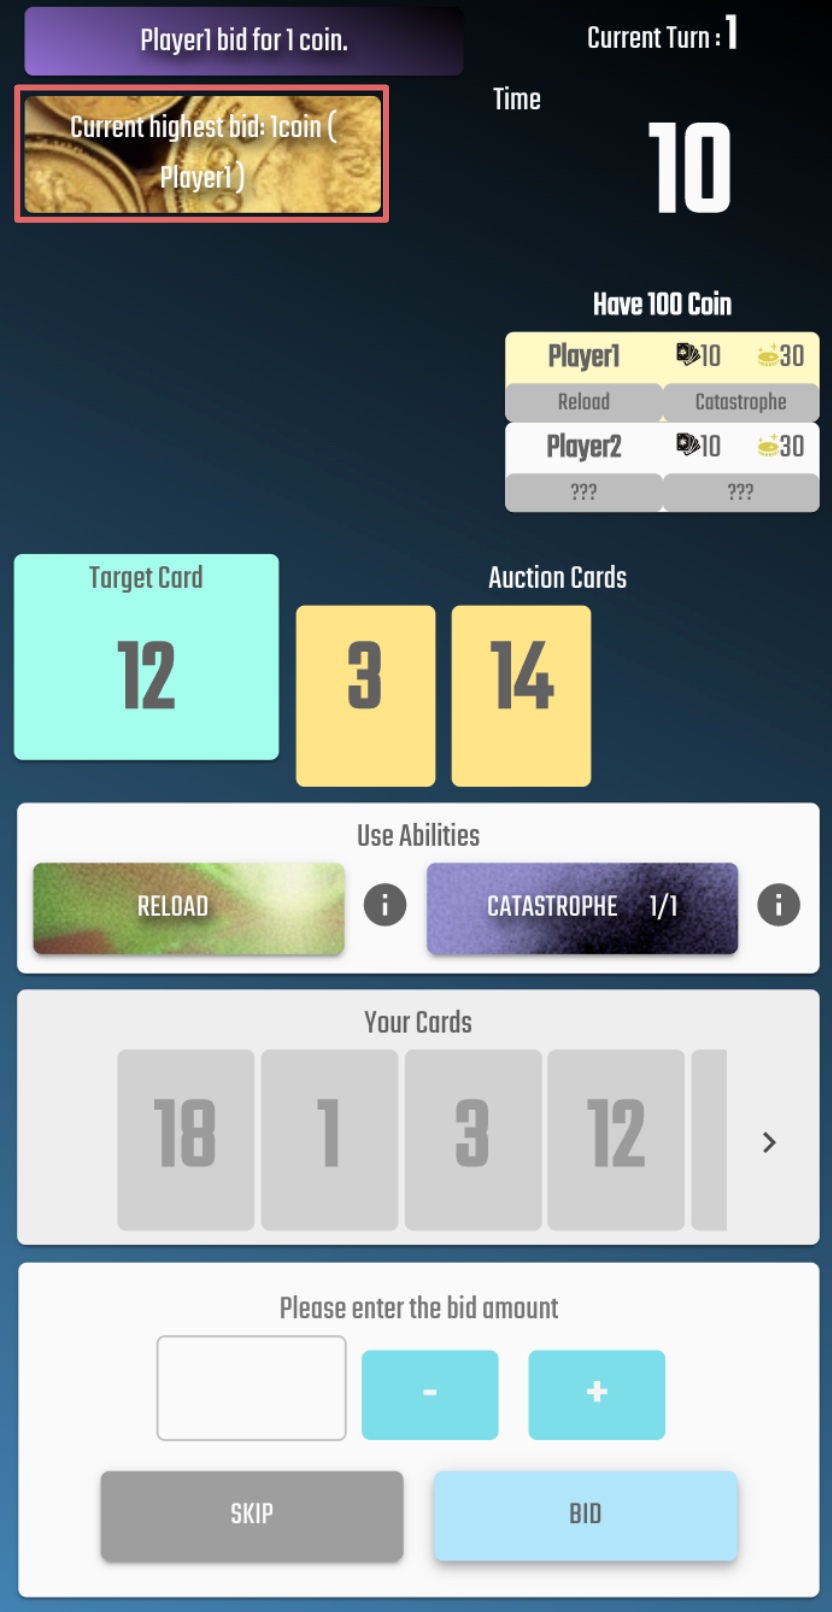 Player1 bid for 1 coin.
Current Turn : 1
Current highest bid: 1coin (
Player1 )
Time
10
Have 100 Coin
Player1 10 30
Reload Catastrophe
Player2 10 30
??? ???
Target Card
Auction Cards
12 3 14
Use Abilities
RELOAD i CATASTROPHE 1/1 i
Your Cards
18 1 3 12 >
Please enter the bid amount
- +
SKIP BID